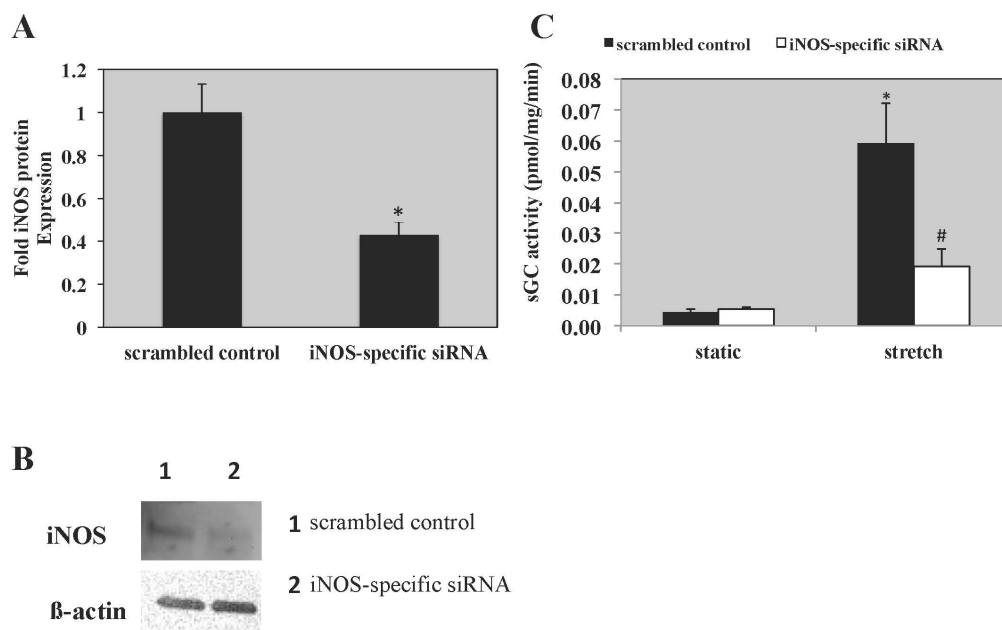 A
Fold iNOS protein
Expression
1.2
1
0.8
0.6
0.4
0.2
0
*
scrambled control
iNOS-specific siRNA
C
scrambled control
iNOS-specific siRNA
sGC activity (pmol/mg/min)
0.08
0.07
0.06
0.05
0.04
0.03
0.02
0.01
0.00
*
#
static
stretch
B
1 2
iNOS
ß-actin
1 scrambled control
2 iNOS-specific siRNA